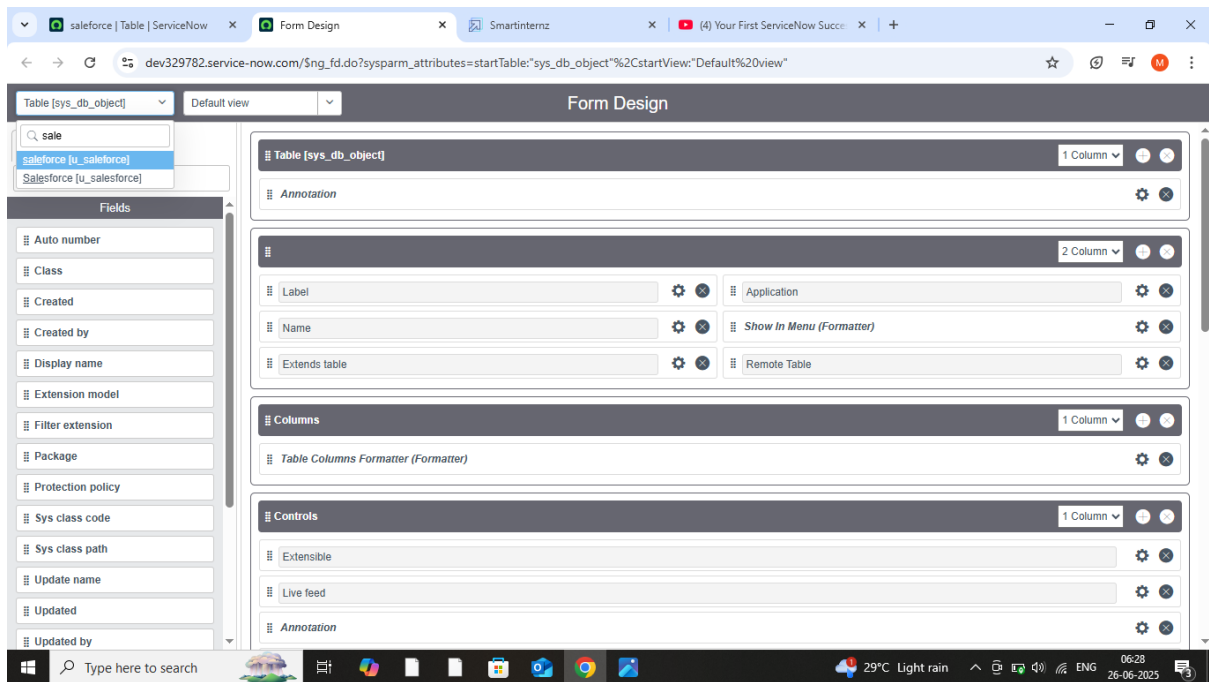 saleforce | Table | ServiceNow
Form Design
Smartinternz
(4) Your First ServiceNow Succe
dev329782.service-now.com/$ng_fd.do?sysparm_attributes=startTable:"sys_db_object"%2CstartView:"Default%20view"
M
Table [sys_db_object]
Default view
Form Design
sale
saleforce [u_saleforce]
Salesforce [u_salesforce]
Fields
Auto number
Class
Created
Created by
Display name
Extension model
Filter extension
Package
Protection policy
Sys class code
Sys class path
Update name
Updated
Updated by
Table [sys_db_object]
1 Column
Annotation
2 Column
Label
Application
Name
Show In Menu (Formatter)
Extends table
Remote Table
Columns
1 Column
Table Columns Formatter (Formatter)
Controls
1 Column
Extensible
Live feed
Annotation
Type here to search
29°C Light rain
ENG
06:28
26-06-2025
3